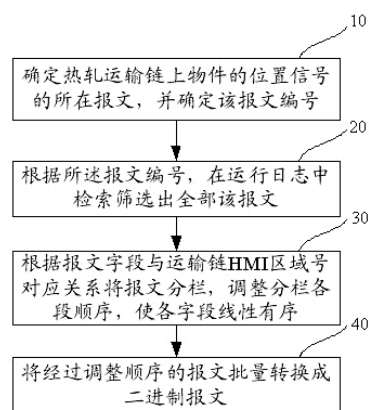 10
确定热轧运输链上物件的位置信号
的所在报文，并确定该报文编号
20
根据所述报文编号，在运行日志中
检索筛选出全部该报文
30
根据报文字段与运输链HMI区域号
对应关系将报文分栏，调整分栏各
段顺序，使各字段线性有序
40
将经过调整顺序的报文批量转换成
二进制报文